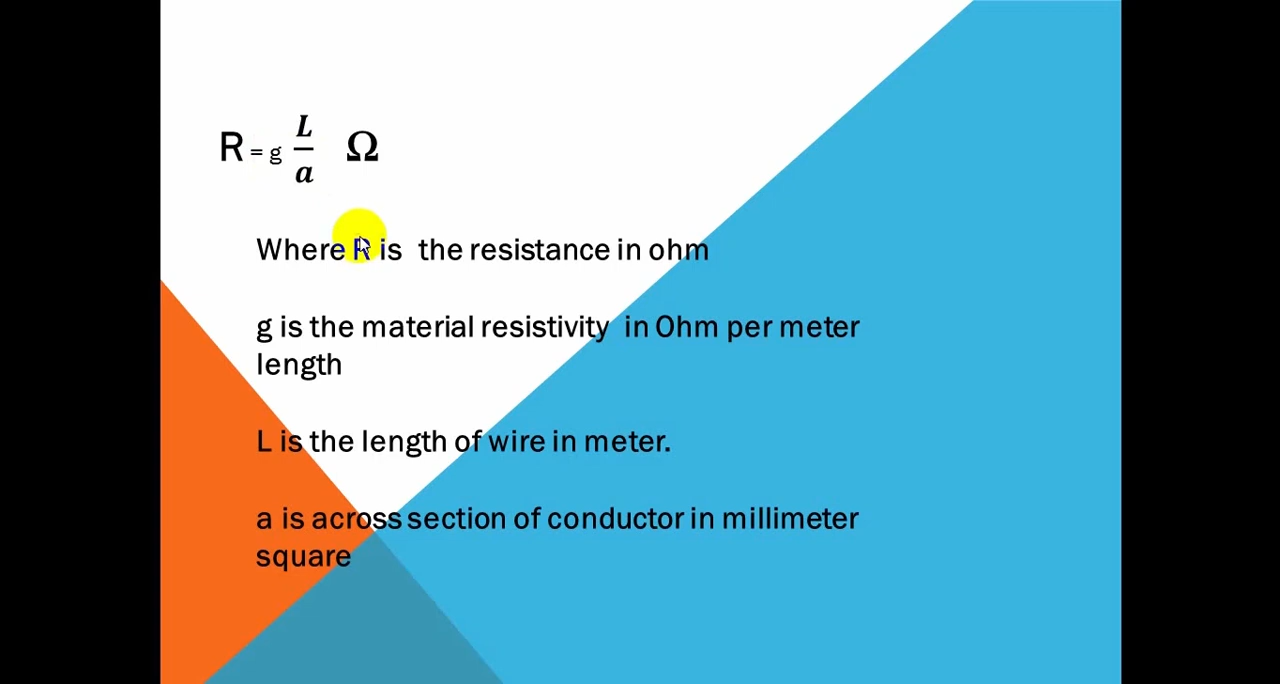 R = g L/a Ω
Where R is the resistance in ohm
g is the material resistivity in Ohm per meter
length
L is the length of wire in meter.
a is across section of conductor in millimeter
square